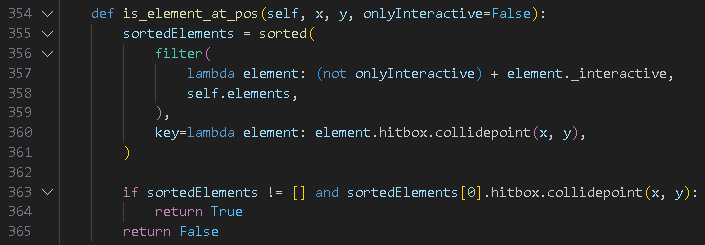 354 def is_element_at_pos(self, x, y, onlyInteractive=False):
355 sortedElements = sorted(
356 filter(
357 lambda element: (not onlyInteractive) + element._interactive,
358 self.elements,
359 ),
360 key=lambda element: element.hitbox.collidepoint(x, y),
361 )
362
363 if sortedElements != [] and sortedElements[0].hitbox.collidepoint(x, y):
364 return True
365 return False